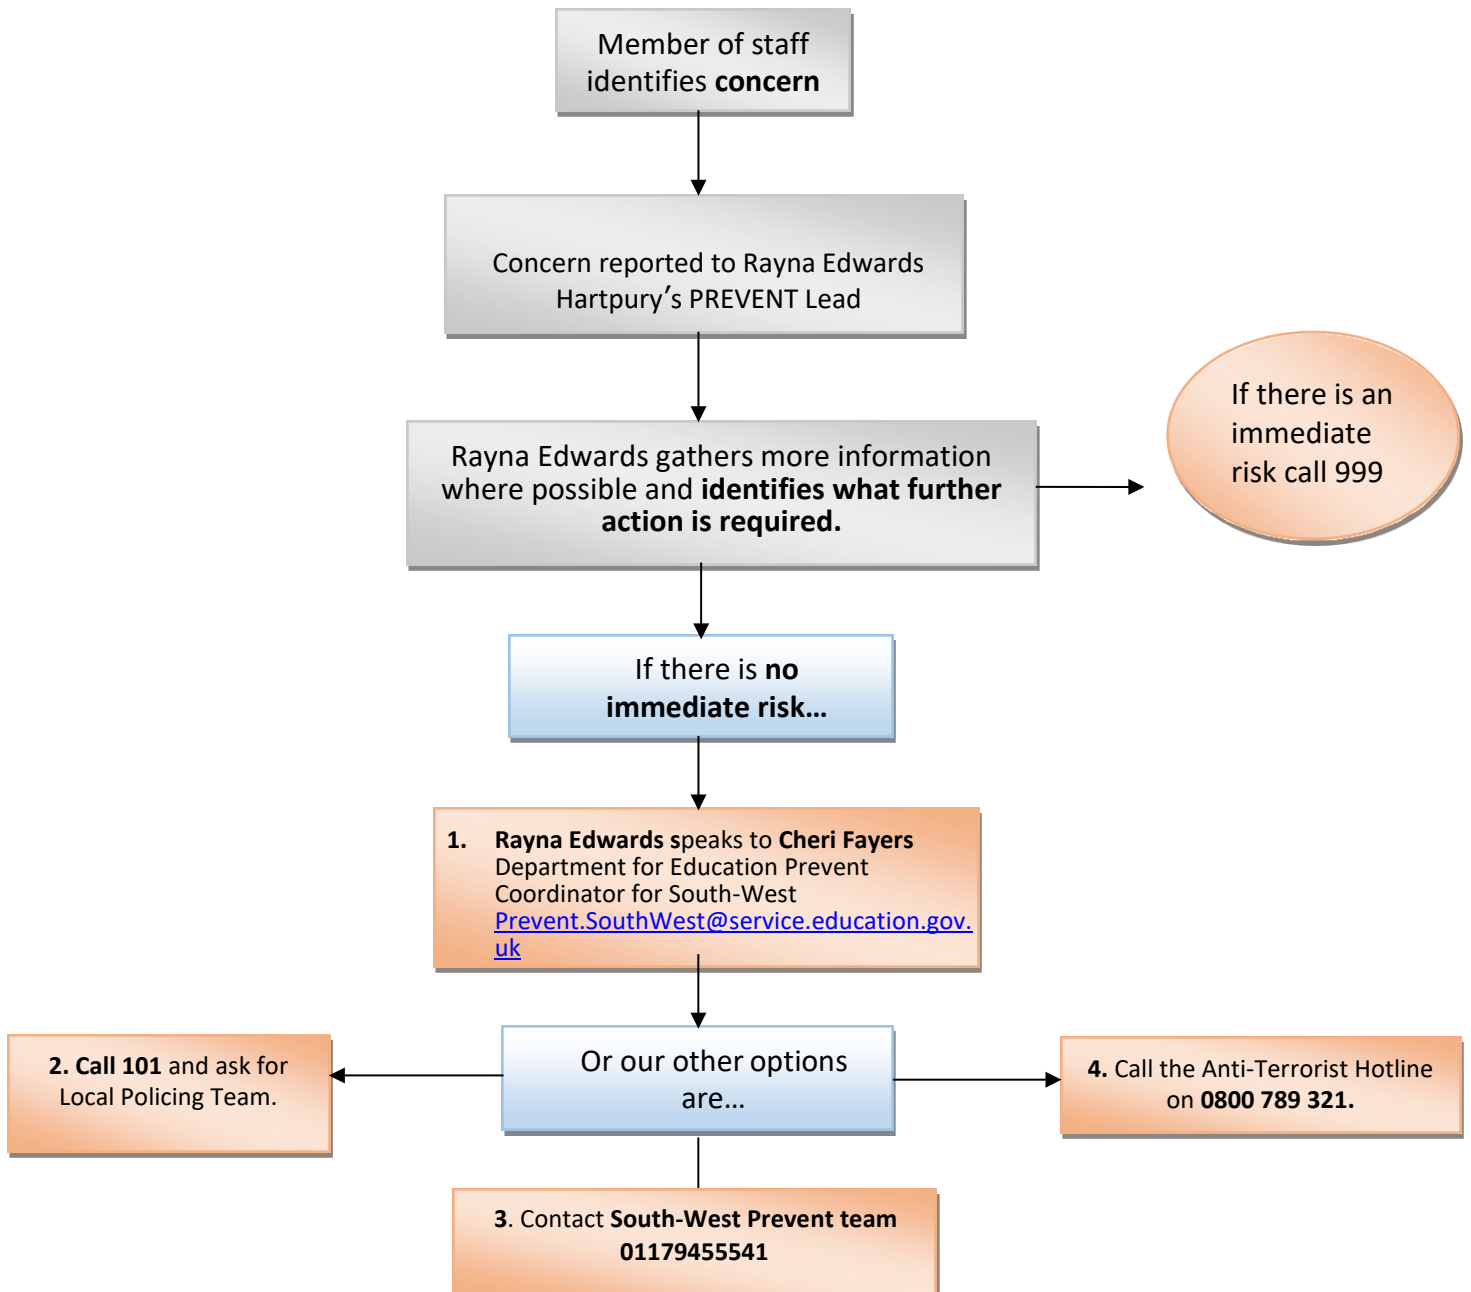 Member of staff
identifies concern
Concern reported to Rayna Edwards
Hartpury's PREVENT Lead
If there is an
immediate
risk call 999
Rayna Edwards gathers more information
where possible and identifies what further
action is required.
If there is no
immediate risk...
1. Rayna Edwards speaks to Cheri Fayers
Department for Education Prevent
Coordinator for South-West
Prevent.SouthWest@service.education.gov.
uk
2. Call 101 and ask for
Local Policing Team.
Or our other options
are...
4. Call the Anti-Terrorist Hotline
on 0800 789 321.
3. Contact South-West Prevent team
01179455541